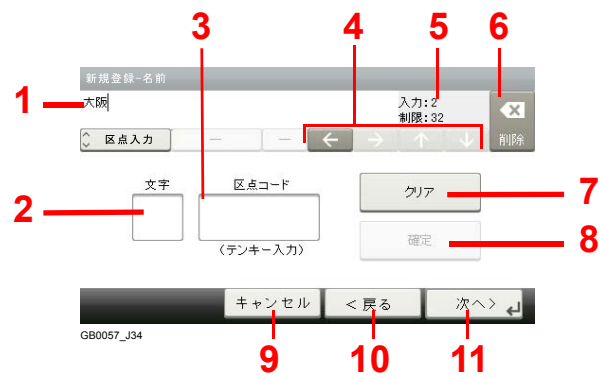 3 4 5 6
新規登録-名前
1 大阪 入力:2
制限:32
区点入力 — — ← → ↑ ↓ 削除
文字 区点コード クリア 7
2 確定 8
(テンキー入力)
キャンセル <戻る 次へ>
GB0057_J34
9 10 11